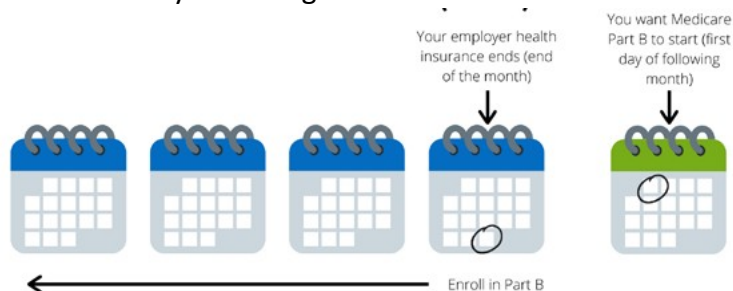 Your employer health
insurance ends (end
of the month)
You want Medicare
Part B to start (first
day of following
month)
Enroll in Part B